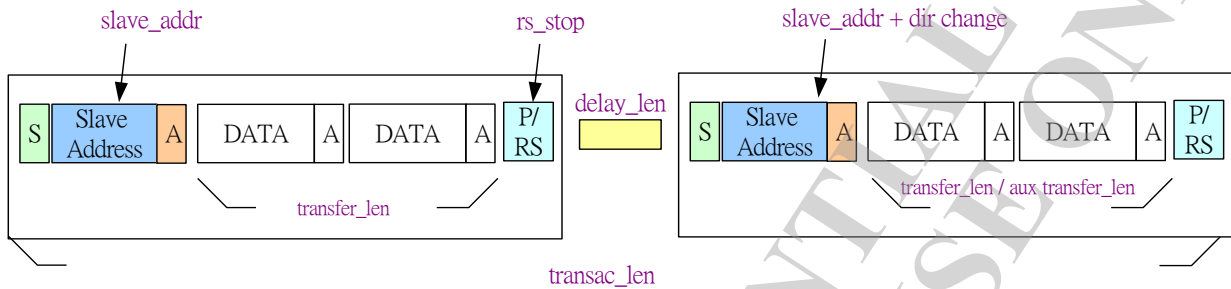 slave_addr
rs_stop
slave_addr + dir change
S
Slave
Address
A
DATA
A
DATA
A
P/
RS
delay_len
S
Slave
Address
A
DATA
A
DATA
A
P/
RS
transfer_len
transfer_len / aux transfer_len
transac_len